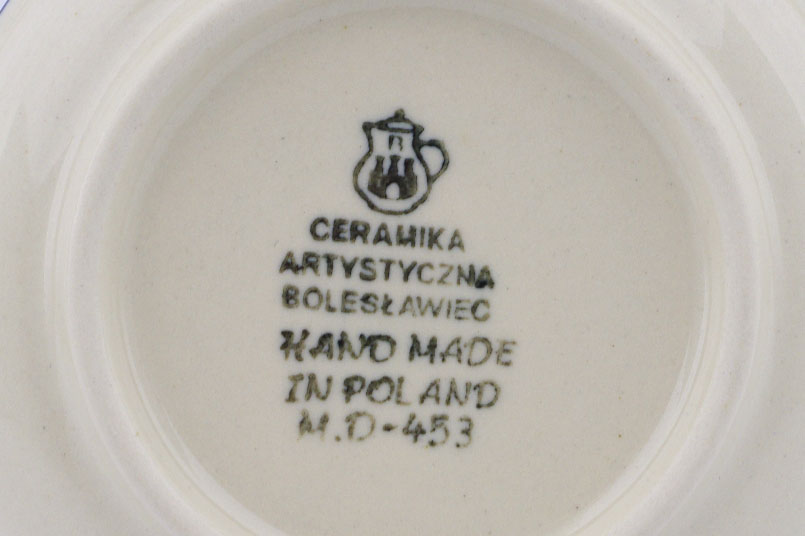 B
CERAMIKA
ARTYSTYCZNA
BOLESŁAWIEC
HAND MADE
IN POLAND
M.D-453